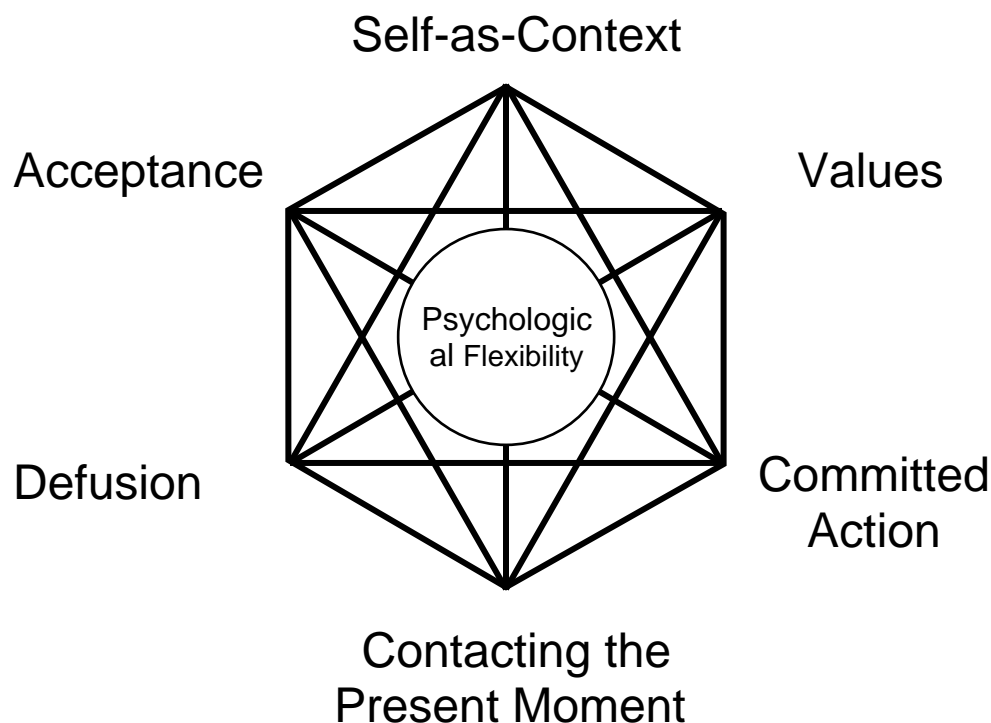 Self-as-Context
Acceptance
Values
Psychologic
al Flexibility
Defusion
Committed
Action
Contacting the
Present Moment